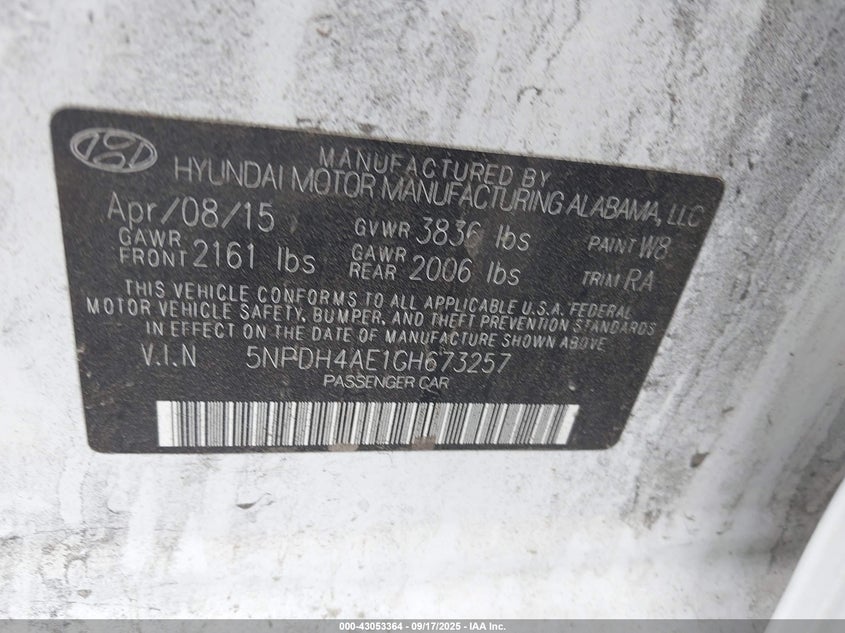 MANUFACTURED BY
HYUNDAI MOTOR MANUFACTURING ALABAMA, LLC
Apr/08/15 GVWR 3836 lbs PAINT W8
GAWR FRONT 2161 lbs GAWR REAR 2006 lbs TRIM RA
THIS VEHICLE CONFORMS TO ALL APPLICABLE U.S.A. FEDERAL
MOTOR VEHICLE SAFETY, BUMPER, AND THEFT PREVENTION STANDARDS
IN EFFECT ON THE DATE OF MANUFACTURE SHOWN ABOVE.
V.I.N 5NPDH4AE1GH673257
PASSENGER CAR
000-43053364 - 09/17/2025 - IAA Inc.